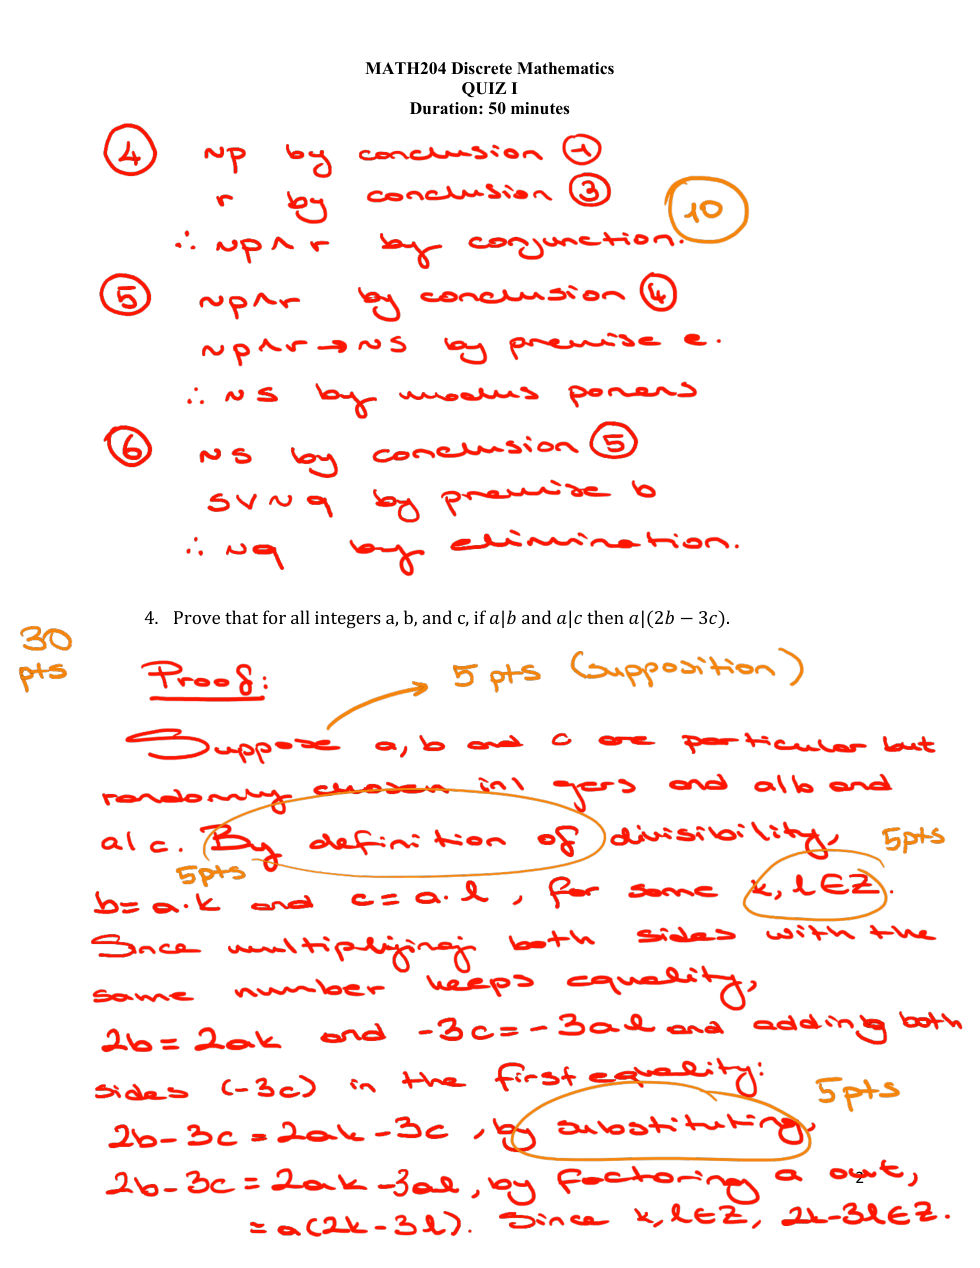 MATH204 Discrete Mathematics
QUIZ I
Duration: 50 minutes
④ ~p by conclusion ①
r by conclusion ③
10
∴ ~p∧r by conjunction.
⑤ ~p∧r by conclusion ④
~p∧r→~s by premise e.
∴ ~s by modus ponens
⑥ ~s by conclusion ⑤
s∨~q by premise b
∴ ~q by elimination.
4. Prove that for all integers a, b, and c, if a|b and a|c then a|(2b − 3c).
30
pts
Proof:
5 pts (supposition)
Suppose a, b and c are particular but
randomly chosen integers and a|b and
a|c. By definition of divisibility,
5pts
5pts
b=a.k and c=a.l, for some k, l∈Z.
Since multiplying both sides with the
same number keeps equality,
2b=2ak and -3c=-3al and adding both
sides (-3c) in the first equality:
5pts
2b-3c=2ak-3c, by substituting,
2b-3c=2ak-3al, by factoring a out,
2
=a(2k-3l). Since k,l∈Z, 2k-3l∈Z.